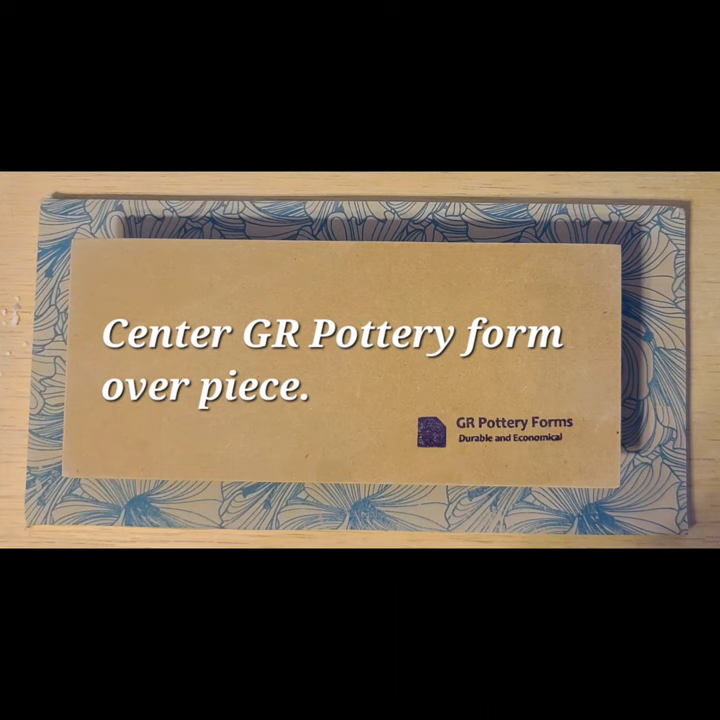 Center GR Pottery form
over piece.
GR Pottery Forms
Durable and Economical